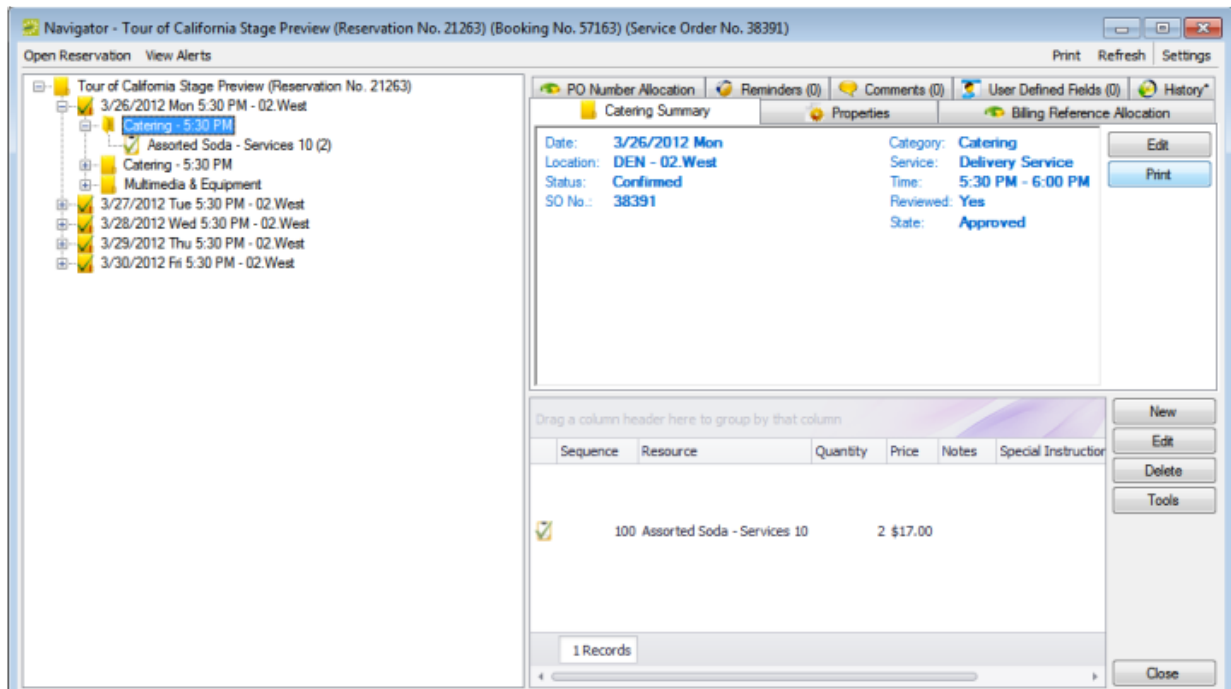 Navigator - Tour of California Stage Preview (Reservation No. 21263) (Booking No. 57163) (Service Order No. 38391)
Open Reservation View Alerts Print Refresh Settings
Tour of California Stage Preview (Reservation No. 21263)
3/26/2012 Mon 5:30 PM - 02.West
Catering - 5:30 PM
Assorted Soda - Services 10 (2)
Catering - 5:30 PM
Multimedia & Equipment
3/27/2012 Tue 5:30 PM - 02.West
3/28/2012 Wed 5:30 PM - 02.West
3/29/2012 Thu 5:30 PM - 02.West
3/30/2012 Fri 5:30 PM - 02.West
PO Number Allocation Reminders (0) Comments (0) User Defined Fields (0) History*
Catering Summary Properties Billing Reference Allocation
Date: 3/26/2012 Mon Category: Catering
Location: DEN - 02.West Service: Delivery Service
Status: Confirmed Time: 5:30 PM - 6:00 PM
SO No.: 38391 Reviewed: Yes
State: Approved
Edit
Print
Drag a column header here to group by that column
Sequence Resource Quantity Price Notes Special Instruction
100 Assorted Soda - Services 10 2 $17.00
1 Records
New
Edit
Delete
Tools
Close